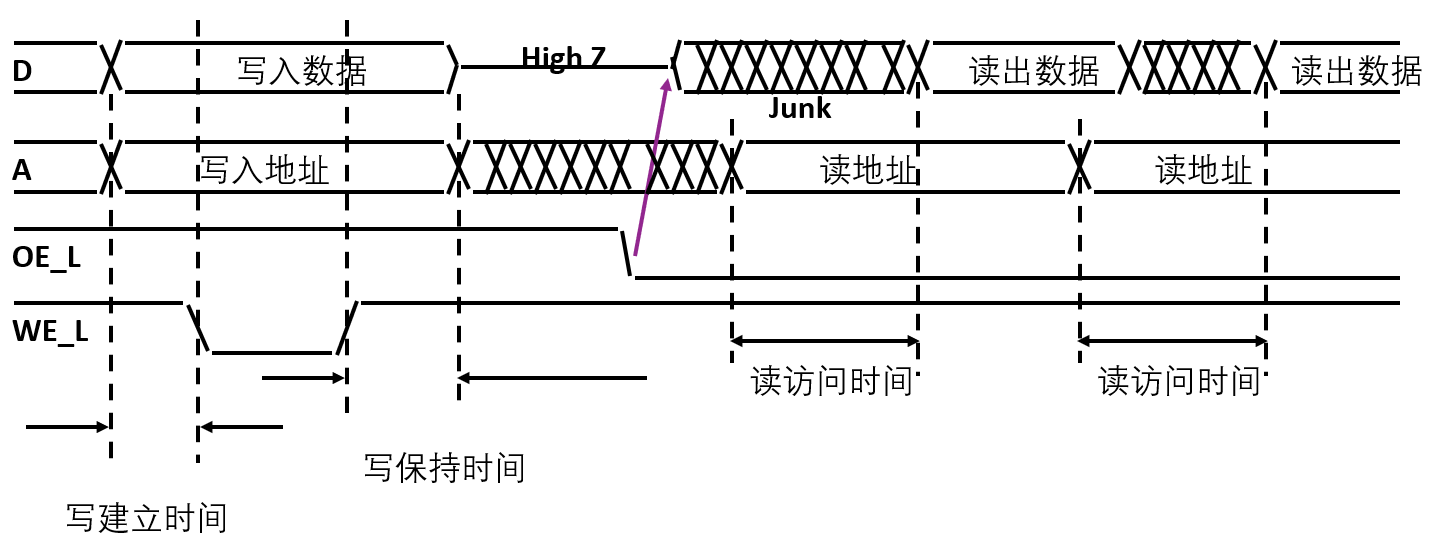 D
写入数据
High Z
读出数据
读出数据
Junk
A
写入地址
读地址
读地址
OE_L
WE_L
读访问时间
读访问时间
写保持时间
写建立时间